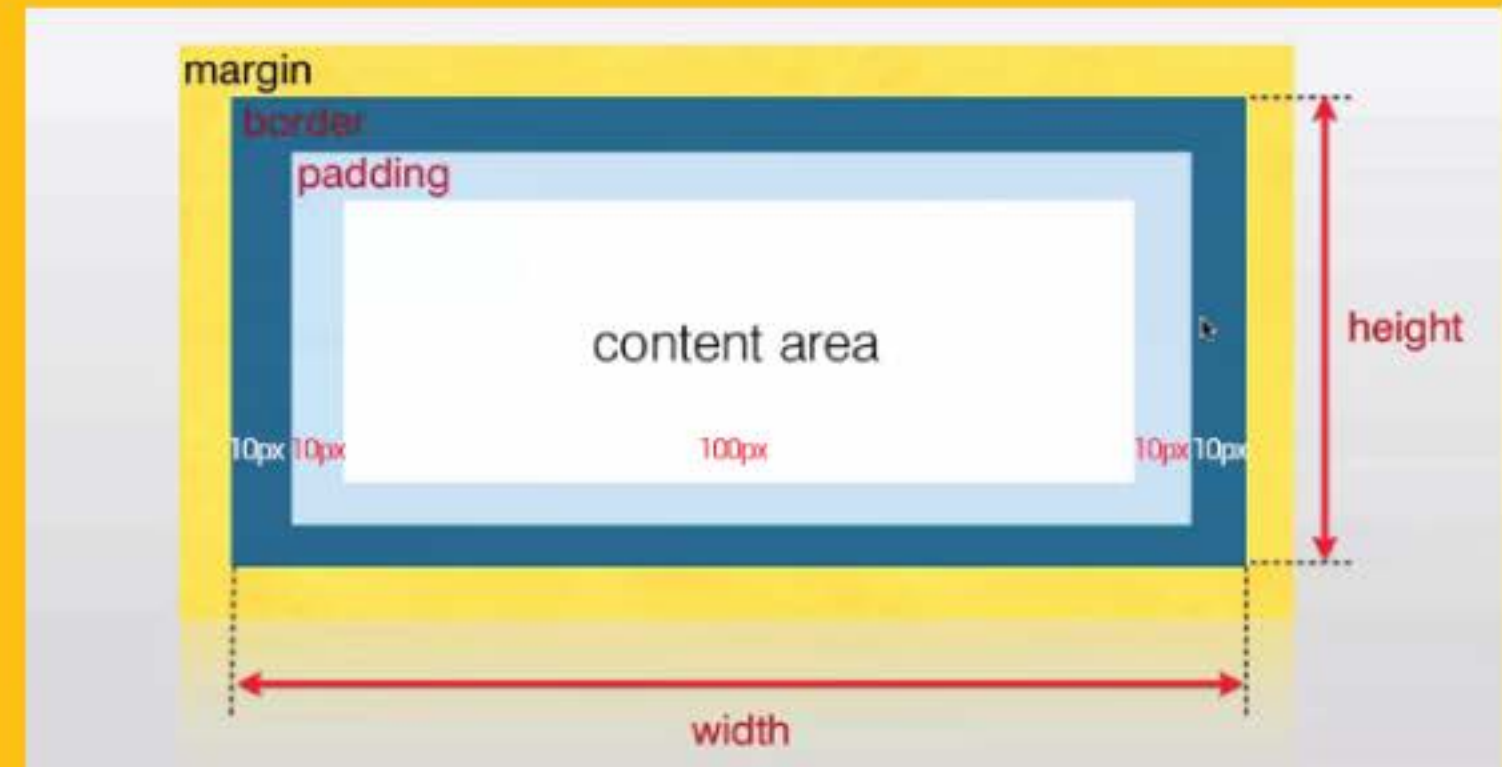 margin
border
padding
content area
height
10px 10px 100px 10px 10px
width